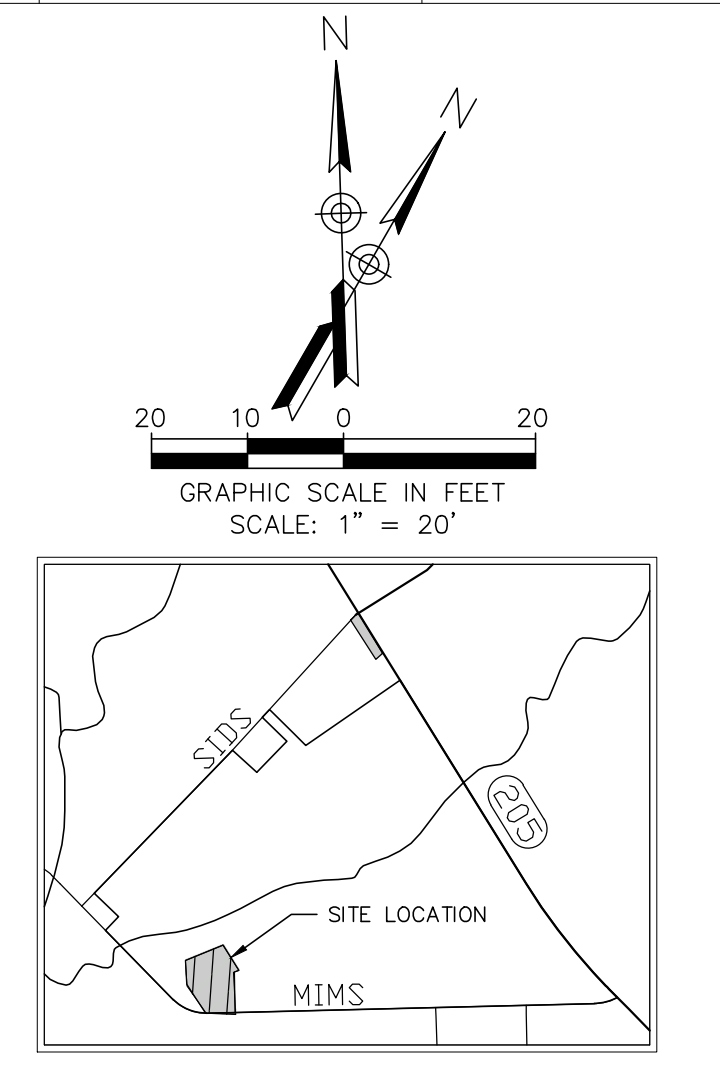 N
N
20 10 0 20
GRAPHIC SCALE IN FEET
SCALE: 1" = 20'
SIDS
205
SITE LOCATION
MIMS